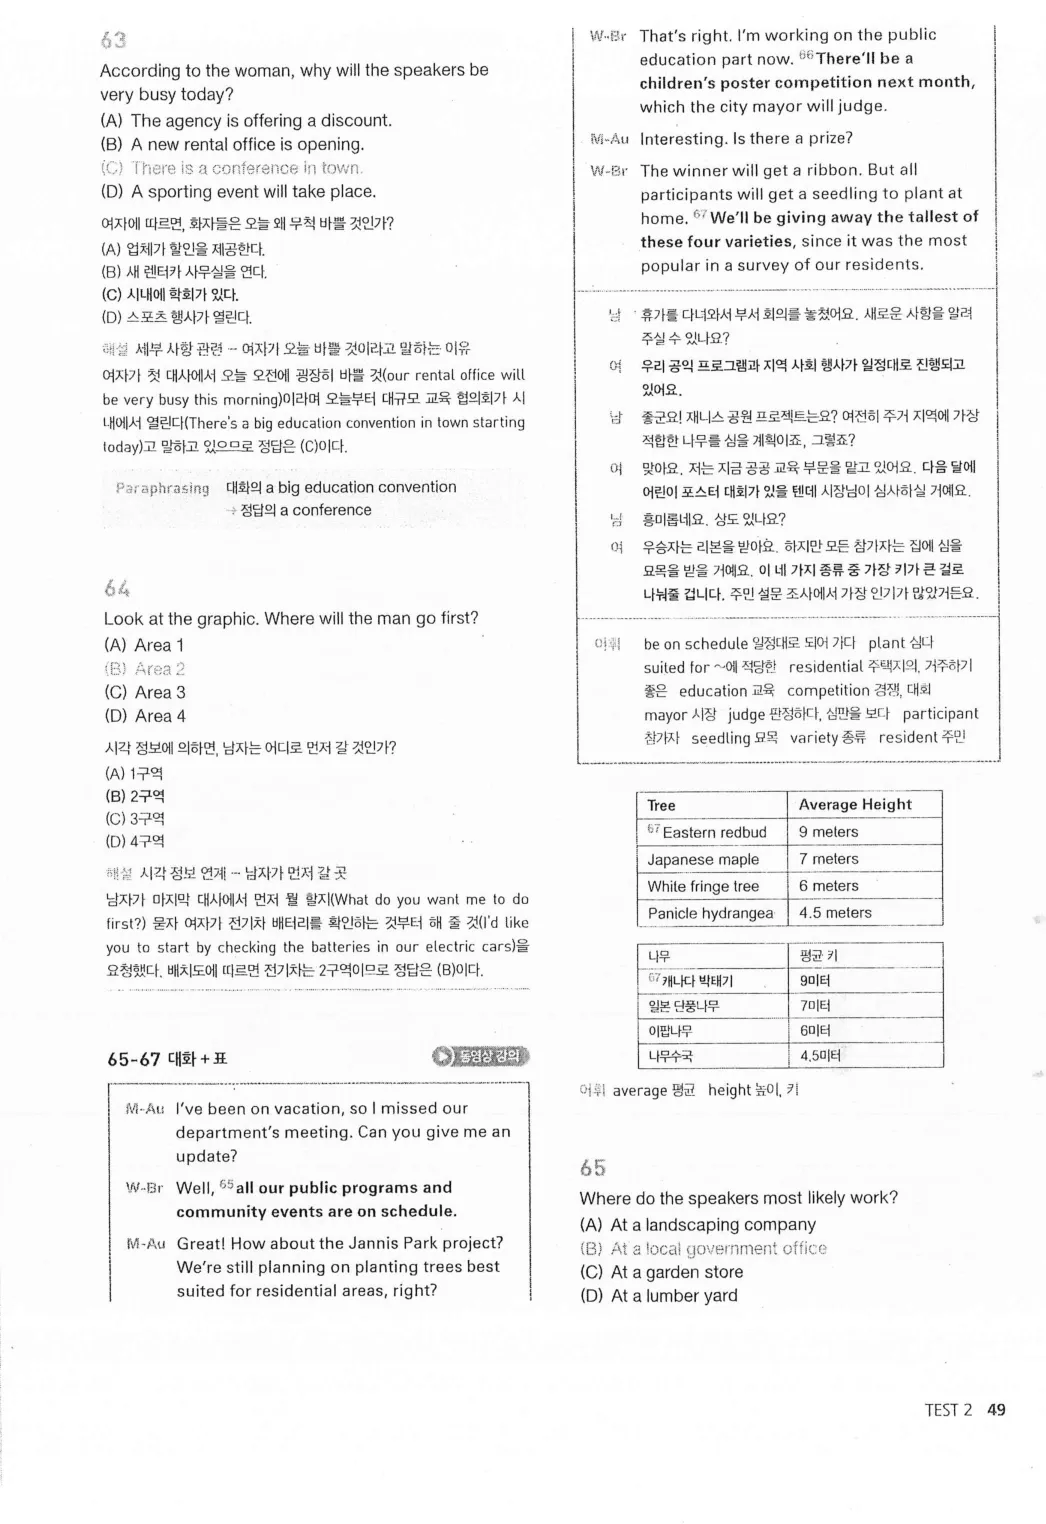 63
According to the woman, why will the speakers be
very busy today?
(A) The agency is offering a discount.
(B) A new rental office is opening.
(C) There is a conference in town.
(D) A sporting event will take place.
여자에 따르면, 화자들은 오늘 왜 무척 바쁠 것인가?
(A) 업체가 할인을 제공한다.
(B) 새 렌터카 사무실을 연다.
(C) 시내에 학회가 있다.
(D) 스포츠 행사가 열린다.
해설 세부 사항 관련 – 여자가 오늘 바쁠 것이라고 말하는 이유
여자가 첫 대사에서 오늘 오전에 굉장히 바쁠 것(our rental office will
be very busy this morning)이라며 오늘부터 대규모 교육 협의회가 시
내에서 열린다(There's a big education convention in town starting
today)고 말하고 있으므로 정답은 (C)이다.
Paraphrasing 대화의 a big education convention
→ 정답의 a conference
64
Look at the graphic. Where will the man go first?
(A) Area 1
(B) Area 2
(C) Area 3
(D) Area 4
시각 정보에 의하면, 남자는 어디로 먼저 갈 것인가?
(A) 1구역
(B) 2구역
(C) 3구역
(D) 4구역
해설 시각 정보 연계 – 남자가 먼저 갈 곳
남자가 마지막 대사에서 먼저 뭘 할지(What do you want me to do
first?) 묻자 여자가 전기차 배터리를 확인하는 것부터 해 줄 것(I'd like
you to start by checking the batteries in our electric cars)을
요청했다. 배치도에 따르면 전기차는 2구역이므로 정답은 (B)이다.
65-67 대화 + 표
동영상 강의
M-Au I've been on vacation, so I missed our
department's meeting. Can you give me an
update?
W-Br Well, 65all our public programs and
community events are on schedule.
M-Au Great! How about the Jannis Park project?
We're still planning on planting trees best
suited for residential areas, right?
W-Br That's right. I'm working on the public
education part now. 66There'll be a
children's poster competition next month,
which the city mayor will judge.
M-Au Interesting. Is there a prize?
W-Br The winner will get a ribbon. But all
participants will get a seedling to plant at
home. 67We'll be giving away the tallest of
these four varieties, since it was the most
popular in a survey of our residents.
남 휴가를 다녀와서 부서 회의를 놓쳤어요. 새로운 사항을 알려
주실 수 있나요?
여 우리 공익 프로그램과 지역 사회 행사가 일정대로 진행되고
있어요.
남 좋군요! 재니스 공원 프로젝트는요? 여전히 주거 지역에 가장
적합한 나무를 심을 계획이죠, 그렇죠?
여 맞아요. 저는 지금 공공 교육 부문을 맡고 있어요. 다음 달에
어린이 포스터 대회가 있을 텐데 시장님이 심사하실 거예요.
남 흥미롭네요. 상도 있나요?
여 우승자는 리본을 받아요. 하지만 모든 참가자는 집에 심을
묘목을 받을 거예요. 이 네 가지 종류 중 가장 키가 큰 걸로
나눠줄 겁니다. 주민 설문 조사에서 가장 인기가 많았거든요.
어휘 be on schedule 일정대로 되어 가다 plant 심다
suited for ~에 적당한 residential 주택지의, 거주하기
좋은 education 교육 competition 경쟁, 대회
mayor 시장 judge 판정하다, 심판을 보다 participant
참가자 seedling 묘목 variety 종류 resident 주민
Tree Average Height
67 Eastern redbud 9 meters
Japanese maple 7 meters
White fringe tree 6 meters
Panicle hydrangea 4.5 meters
나무 평균 키
67캐나다 박태기 9미터
일본 단풍나무 7미터
이팝나무 6미터
나무수국 4.5미터
어휘 average 평균 height 높이, 키
65
Where do the speakers most likely work?
(A) At a landscaping company
(B) At a local government office
(C) At a garden store
(D) At a lumber yard
TEST 2 49